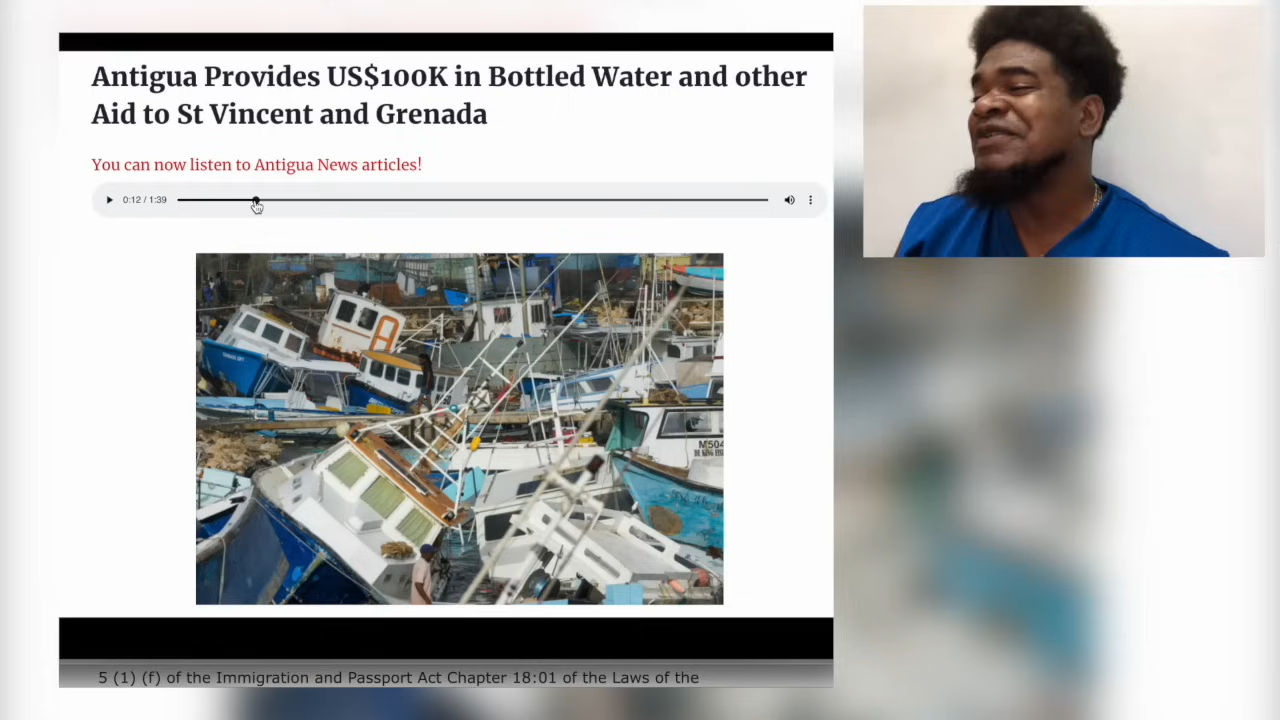 Antigua Provides US$100K in Bottled Water and other
Aid to St Vincent and Grenada
You can now listen to Antigua News articles!
0:12 / 1:39
M504
5 (1) (f) of the Immigration and Passport Act Chapter 18:01 of the Laws of the